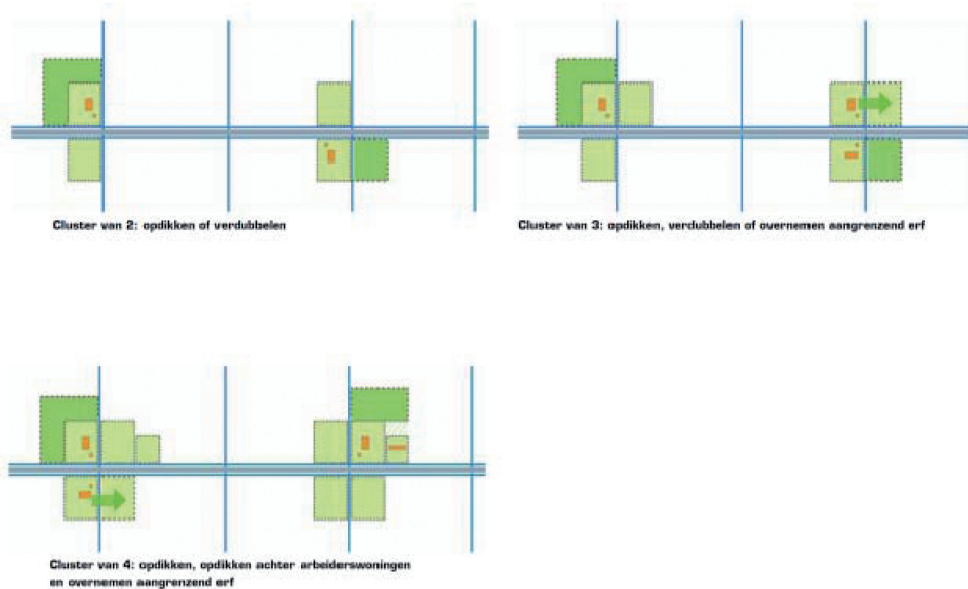 Cluster van 2: opdikken of verdubbelen
Cluster van 3: opdikken, verdubbelen of overnemen aangrenzend erf
Cluster van 4: opdikken, opdikken achter arbeiderswoningen
en overnemen aangrenzend erf